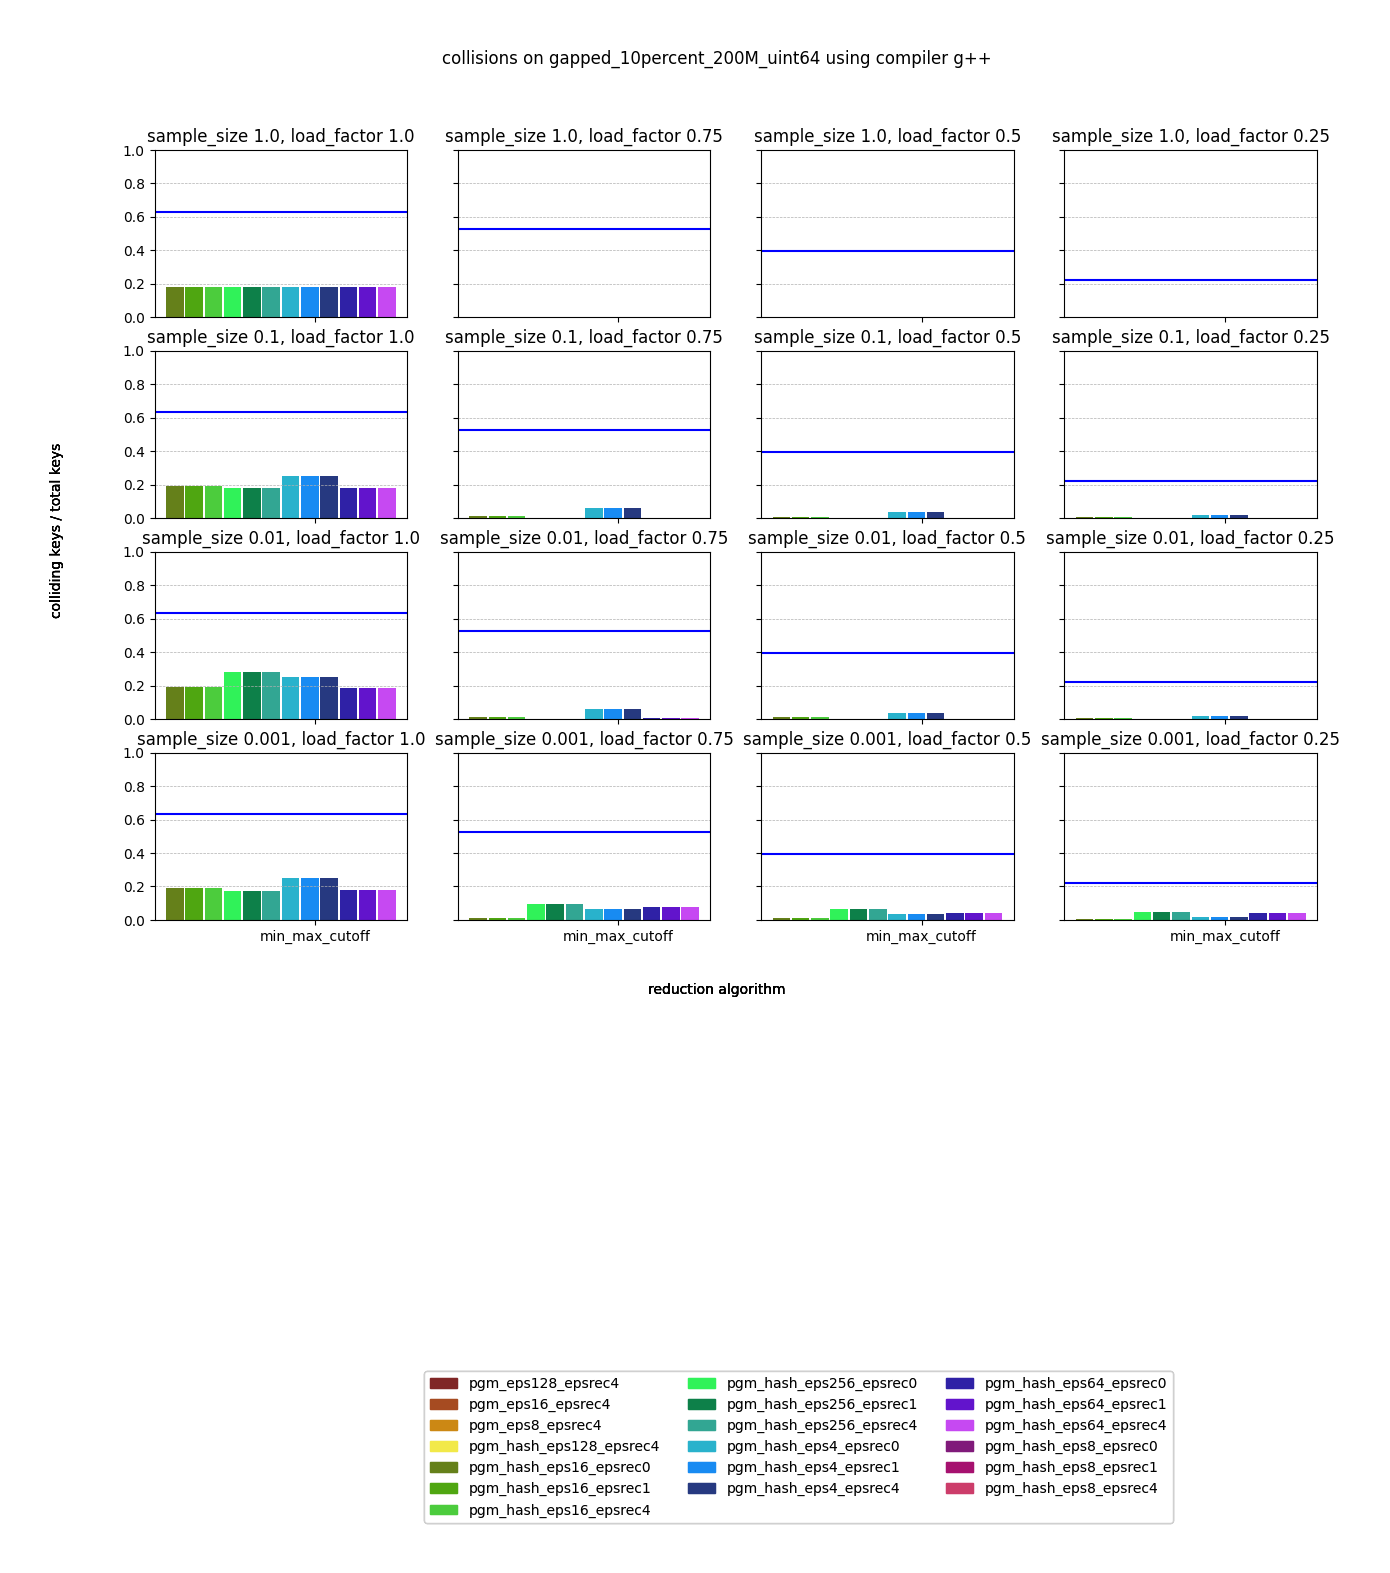 collisions on gapped_10percent_200M_uint64 using compiler g++
sample_size 1.0, load_factor 1.0
sample_size 1.0, load_factor 0.75
sample_size 1.0, load_factor 0.5
sample_size 1.0, load_factor 0.25
1.0
0.8
0.6
0.4
0.2
0.0
sample_size 0.1, load_factor 1.0
sample_size 0.1, load_factor 0.75
sample_size 0.1, load_factor 0.5
sample_size 0.1, load_factor 0.25
1.0
0.8
0.6
0.4
0.2
0.0
colliding keys / total keys
sample_size 0.01, load_factor 1.0
sample_size 0.01, load_factor 0.75
sample_size 0.01, load_factor 0.5
sample_size 0.01, load_factor 0.25
1.0
0.8
0.6
0.4
0.2
0.0
sample_size 0.001, load_factor 1.0
sample_size 0.001, load_factor 0.75
sample_size 0.001, load_factor 0.5
sample_size 0.001, load_factor 0.25
1.0
0.8
0.6
0.4
0.2
0.0
min_max_cutoff
min_max_cutoff
min_max_cutoff
min_max_cutoff
reduction algorithm
pgm_eps128_epsrec4
pgm_eps16_epsrec4
pgm_eps8_epsrec4
pgm_hash_eps128_epsrec4
pgm_hash_eps16_epsrec0
pgm_hash_eps16_epsrec1
pgm_hash_eps16_epsrec4
pgm_hash_eps256_epsrec0
pgm_hash_eps256_epsrec1
pgm_hash_eps256_epsrec4
pgm_hash_eps4_epsrec0
pgm_hash_eps4_epsrec1
pgm_hash_eps4_epsrec4
pgm_hash_eps64_epsrec0
pgm_hash_eps64_epsrec1
pgm_hash_eps64_epsrec4
pgm_hash_eps8_epsrec0
pgm_hash_eps8_epsrec1
pgm_hash_eps8_epsrec4